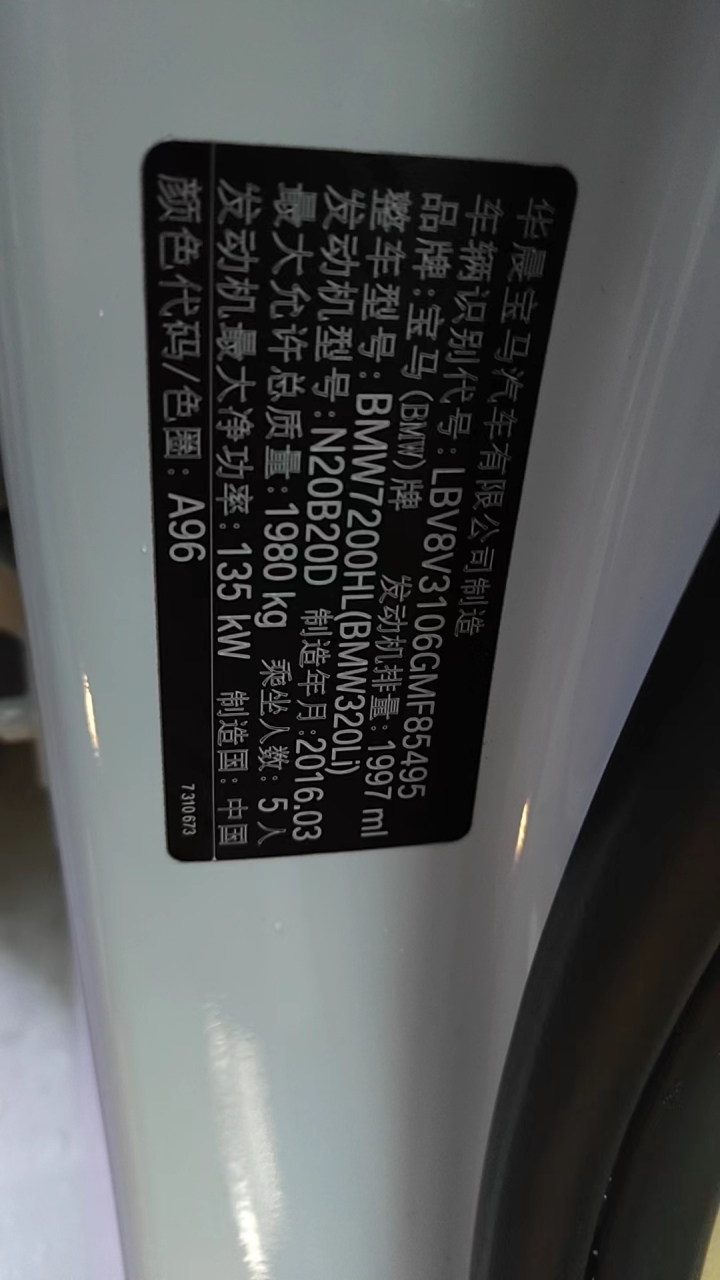 华晨宝马汽车有限公司制造
车辆识别代号:LBV8V3106GMF85495
品牌:宝马(BMW)牌 发动机排量:1997 ml
整车型号:BMW7200HL(BMW320Li)
发动机型号:N20B20D 制造年月:2016.03
最大允许总质量:1980 kg 乘坐人数:5人
发动机最大净功率:135 kW 制造国:中国
颜色代码/色圈:A96 7 310 673